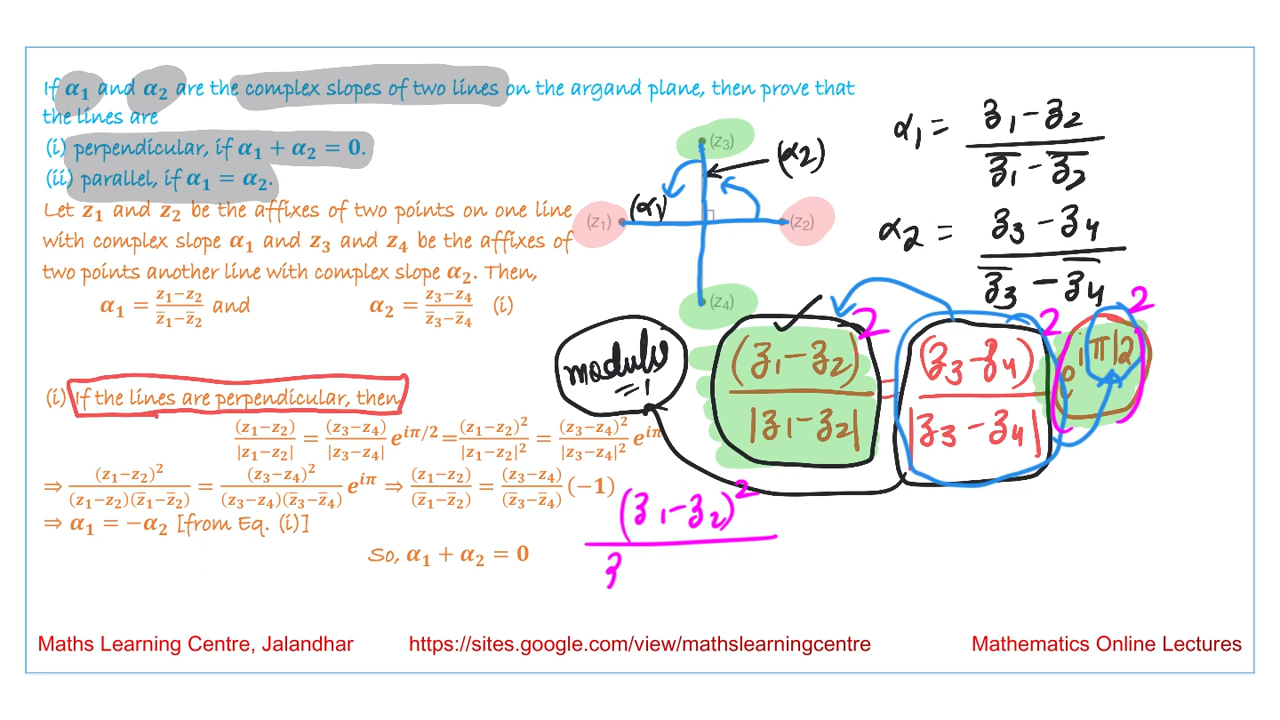 If α₁ and α₂ are the complex slopes of two lines on the argand plane, then prove that
the lines are
(i) perpendicular, if α₁ + α₂ = 0.
(ii) parallel, if α₁ = α₂.
Let z₁ and z₂ be the affixes of two points on one line
with complex slope α₁ and z₃ and z₄ be the affixes of
two points another line with complex slope α₂. Then,
α₁ = (z₁−z₂)/(z̄₁−z̄₂) and α₂ = (z₃−z₄)/(z̄₃−z̄₄) (i)
(i) If the lines are perpendicular, then
(z₁−z₂)/|z₁−z₂| = (z₃−z₄)/|z₃−z₄| e^{iπ/2} = (z₁−z₂)²/|z₁−z₂|² = (z₃−z₄)²/|z₃−z₄|² e^{iπ}
⇒ (z₁−z₂)²/(z₁−z₂)(z̄₁−z̄₂) = (z₃−z₄)²/(z₃−z₄)(z̄₃−z̄₄) e^{iπ} ⇒ (z₁−z₂)/(z̄₁−z̄₂) = (z₃−z₄)/(z̄₃−z̄₄) (−1)
⇒ α₁ = −α₂ [from Eq. (i)]
So, α₁ + α₂ = 0
(z₃)
(α₂)
(α₁)
(z₁)
(z₂)
(z₄)
α₁ = (z₁−z₂)/(z̄₁−z̄₂)
α₂ = (z₃−z₄)/(z̄₃−z̄₄)
modulus
=1
((z₁−z₂)/|z₁−z₂|)² = ((z₃−z₄)/|z₃−z₄|)² (e^{iπ/2})²
(z₁−z₂)²
z
Maths Learning Centre, Jalandhar https://sites.google.com/view/mathslearningcentre Mathematics Online Lectures